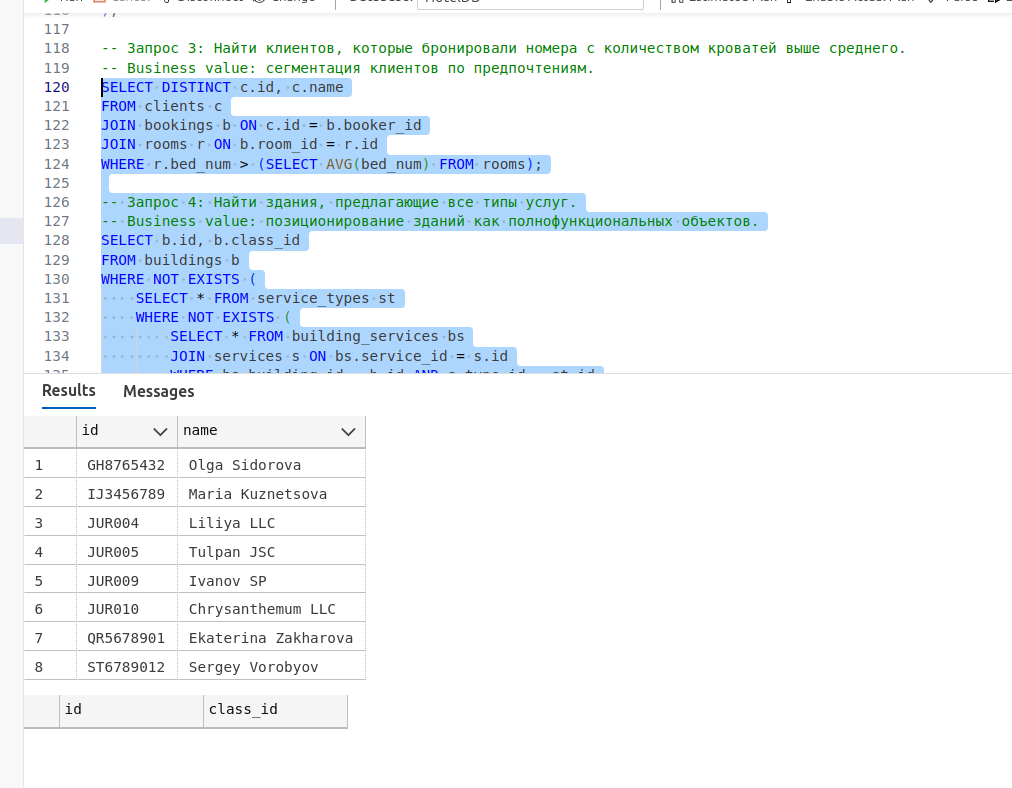 117
118 -- Запрос 3: Найти клиентов, которые бронировали номера с количеством кроватей выше среднего.
119 -- Business value: сегментация клиентов по предпочтениям.
120 SELECT DISTINCT c.id, c.name
121 FROM clients c
122 JOIN bookings b ON c.id = b.booker_id
123 JOIN rooms r ON b.room_id = r.id
124 WHERE r.bed_num > (SELECT AVG(bed_num) FROM rooms);
125
126 -- Запрос 4: Найти здания, предлагающие все типы услуг.
127 -- Business value: позиционирование зданий как полнофункциональных объектов.
128 SELECT b.id, b.class_id
129 FROM buildings b
130 WHERE NOT EXISTS (
131 SELECT * FROM service_types st
132 WHERE NOT EXISTS (
133 SELECT * FROM building_services bs
134 JOIN services s ON bs.service_id = s.id
Results Messages
id name
1 GH8765432 Olga Sidorova
2 IJ3456789 Maria Kuznetsova
3 JUR004 Liliya LLC
4 JUR005 Tulpan JSC
5 JUR009 Ivanov SP
6 JUR010 Chrysanthemum LLC
7 QR5678901 Ekaterina Zakharova
8 ST6789012 Sergey Vorobyov
id class_id